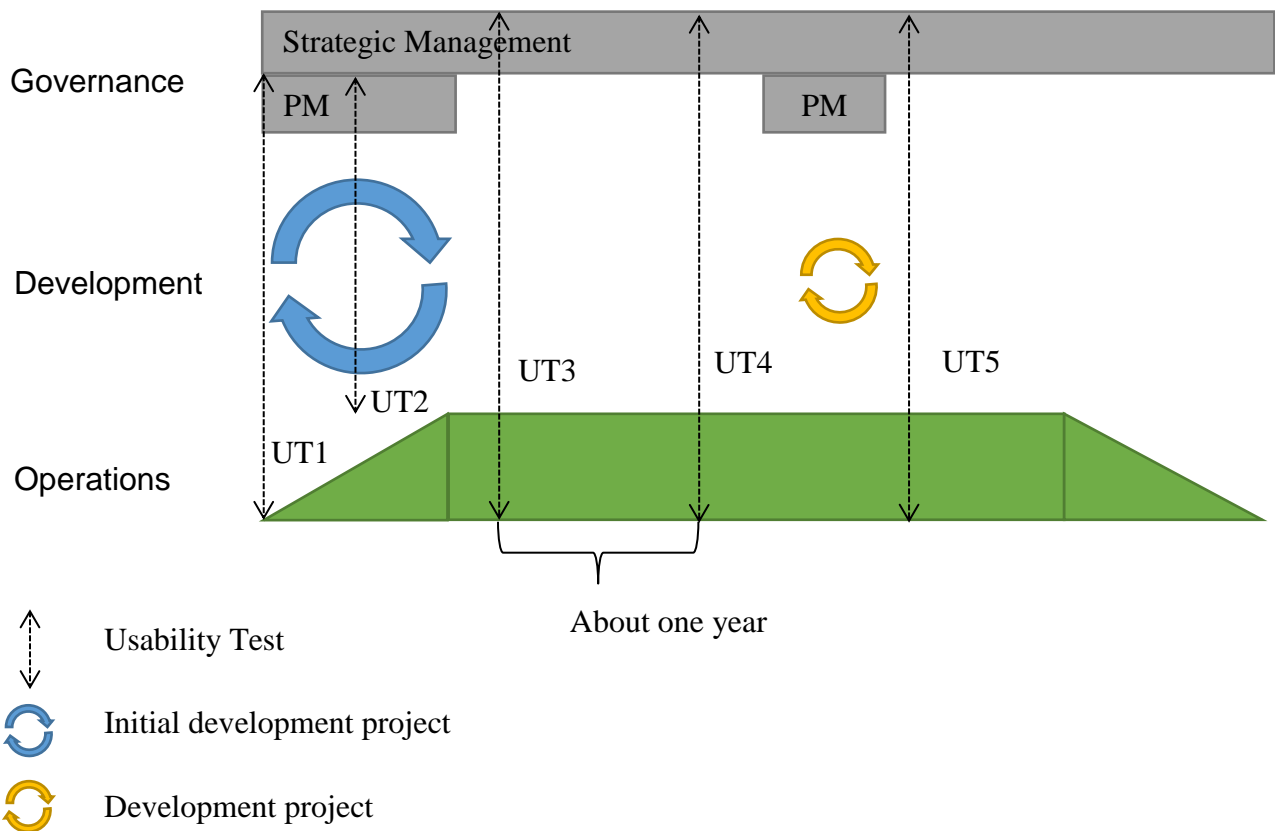 Strategic Management
Governance
PM
PM
Development
UT3
UT4
UT5
UT2
UT1
Operations
About one year
Usability Test
Initial development project
Development project